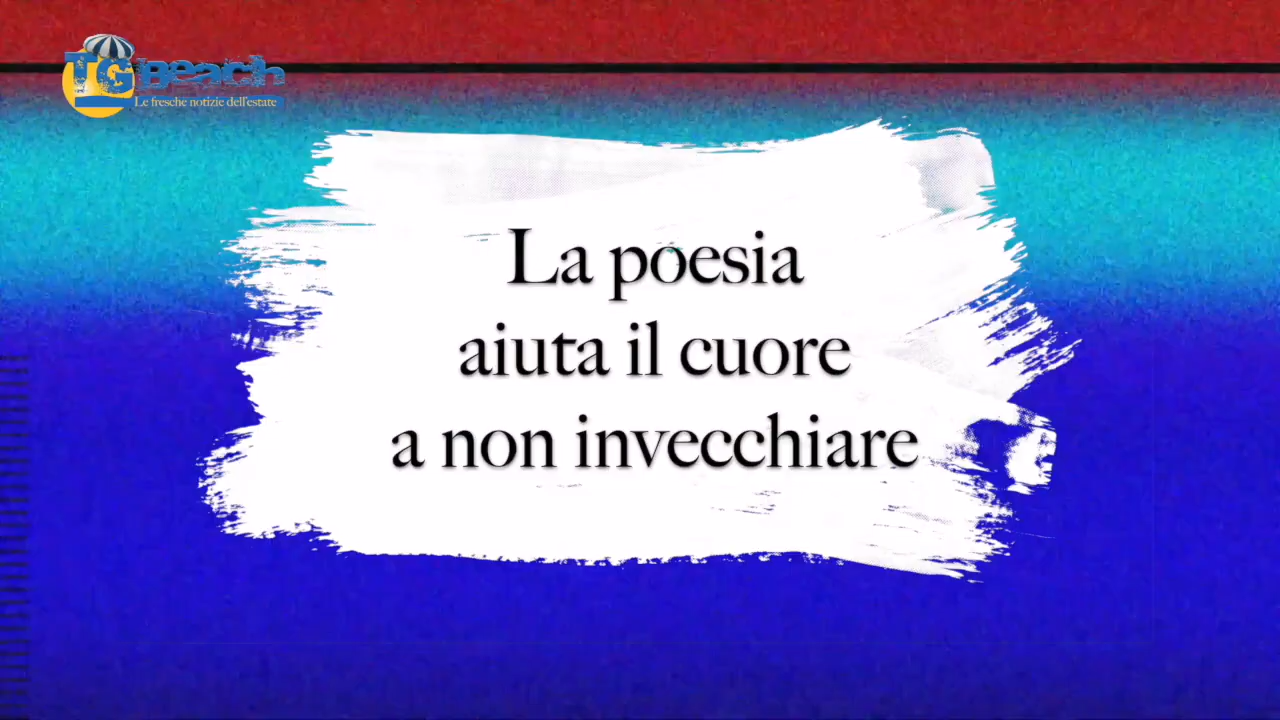 TG Beach
Le fresche notizie dell'estate
La poesia
aiuta il cuore
a non invecchiare